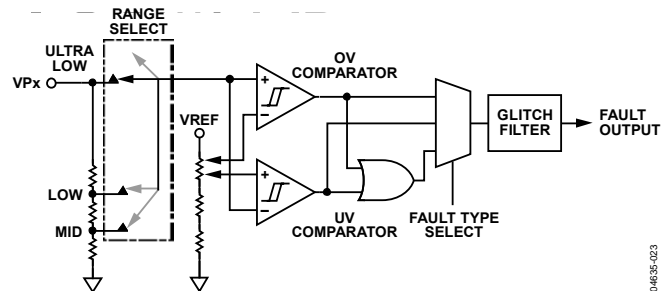 RANGE
SELECT
ULTRA
LOW
VPx
LOW
MID
VREF
+
–
+
–
OV
COMPARATOR
UV
COMPARATOR
FAULT TYPE
SELECT
GLITCH
FILTER
FAULT
OUTPUT
04635-023